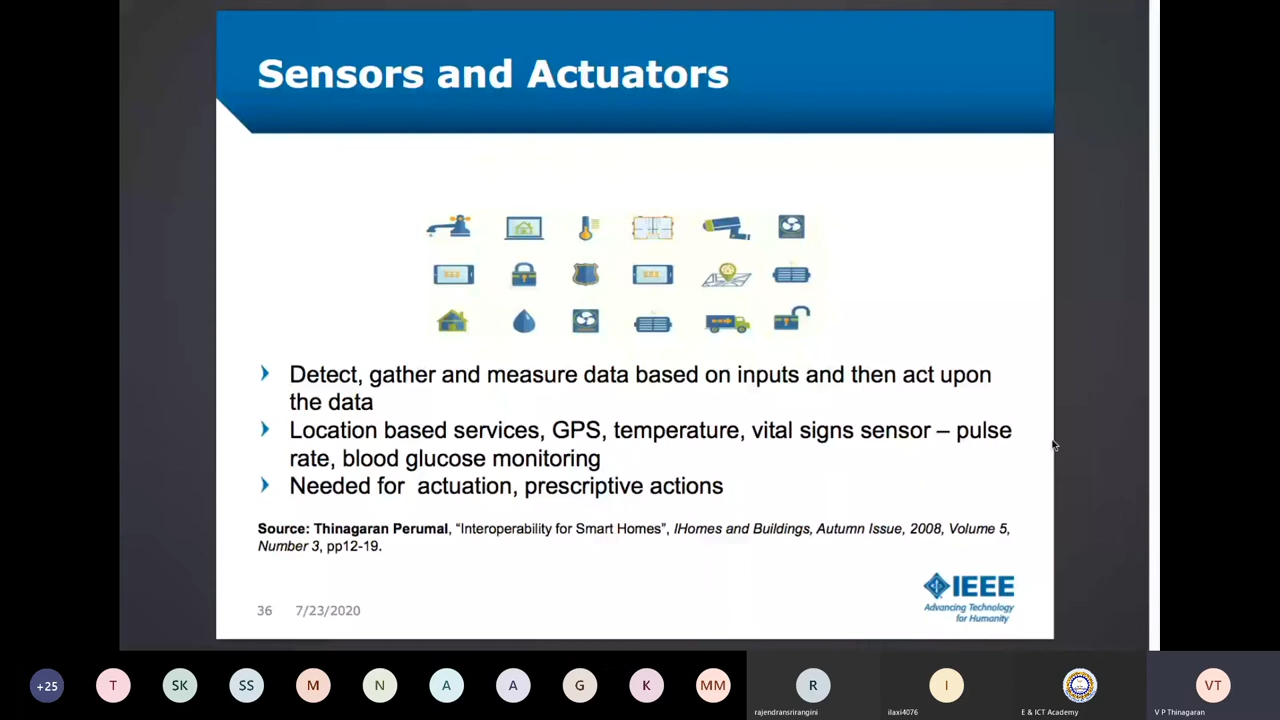 Sensors and Actuators
Detect, gather and measure data based on inputs and then act upon
the data
Location based services, GPS, temperature, vital signs sensor – pulse
rate, blood glucose monitoring
Needed for actuation, prescriptive actions
Source: Thinagaran Perumal, “Interoperability for Smart Homes”, IHomes and Buildings, Autumn Issue, 2008, Volume 5,
Number 3, pp12-19.
IEEE
Advancing Technology
for Humanity
36 7/23/2020
+25 T SK SS M N A A G K MM R I VT
rajendransrirangini ilaxi4076 E & ICT Academy V P Thinagaran